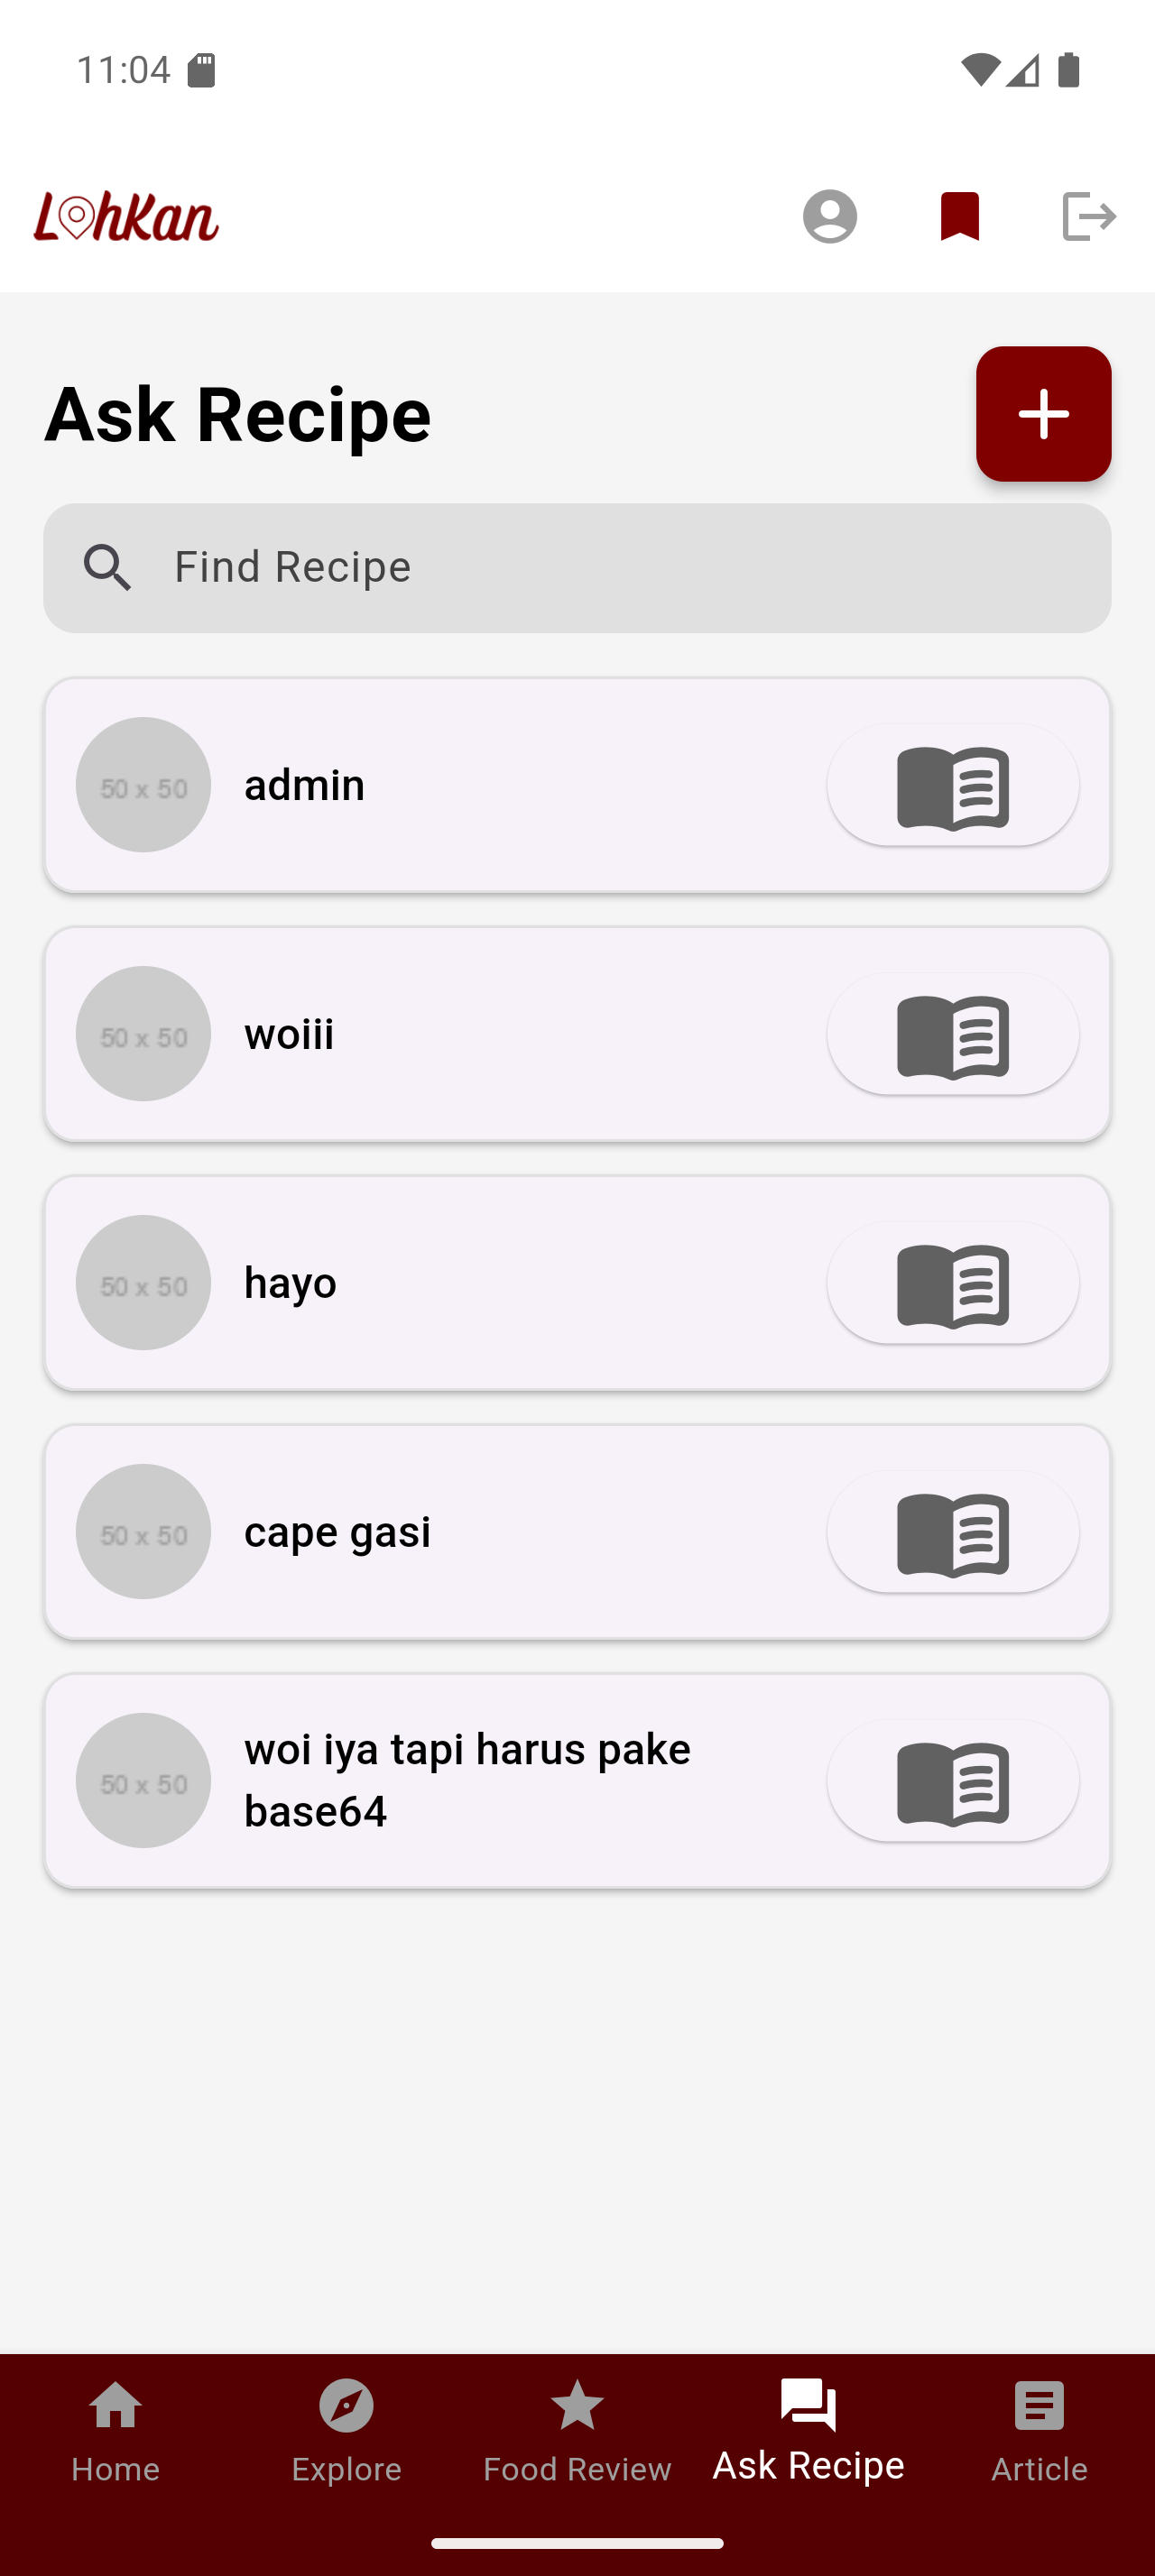 11:04
LohKan
Ask Recipe
Find Recipe
50 x 50
admin
50 x 50
woiii
50 x 50
hayo
50 x 50
cape gasi
50 x 50
woi iya tapi harus pake
base64
Home
Explore
Food Review
Ask Recipe
Article